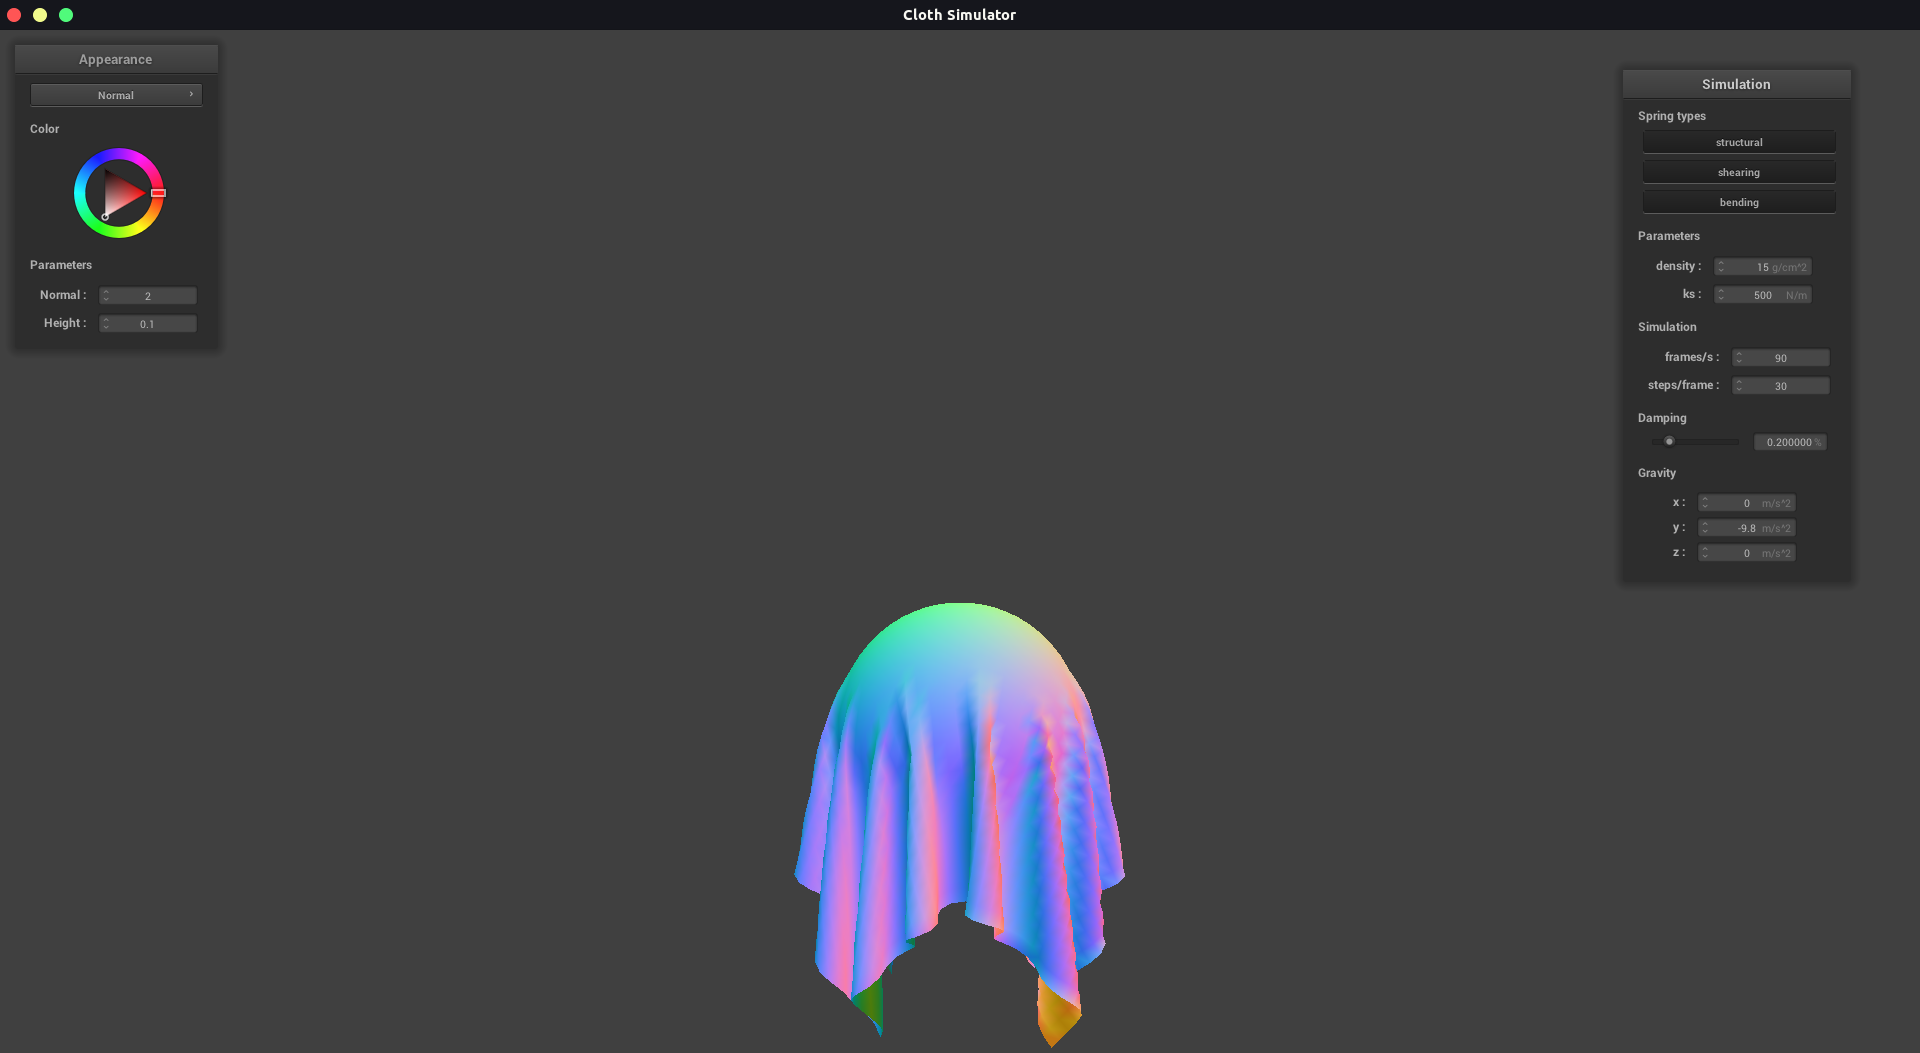 Cloth Simulator
Appearance
Normal
Color
Parameters
Normal : 2
Height : 0.1
Simulation
Spring types
structural
shearing
bending
Parameters
density : 15 g/cm^2
ks : 500 N/m
Simulation
frames/s : 90
steps/frame : 30
Damping
0.200000 %
Gravity
x : 0 m/s^2
y : -9.8 m/s^2
z : 0 m/s^2